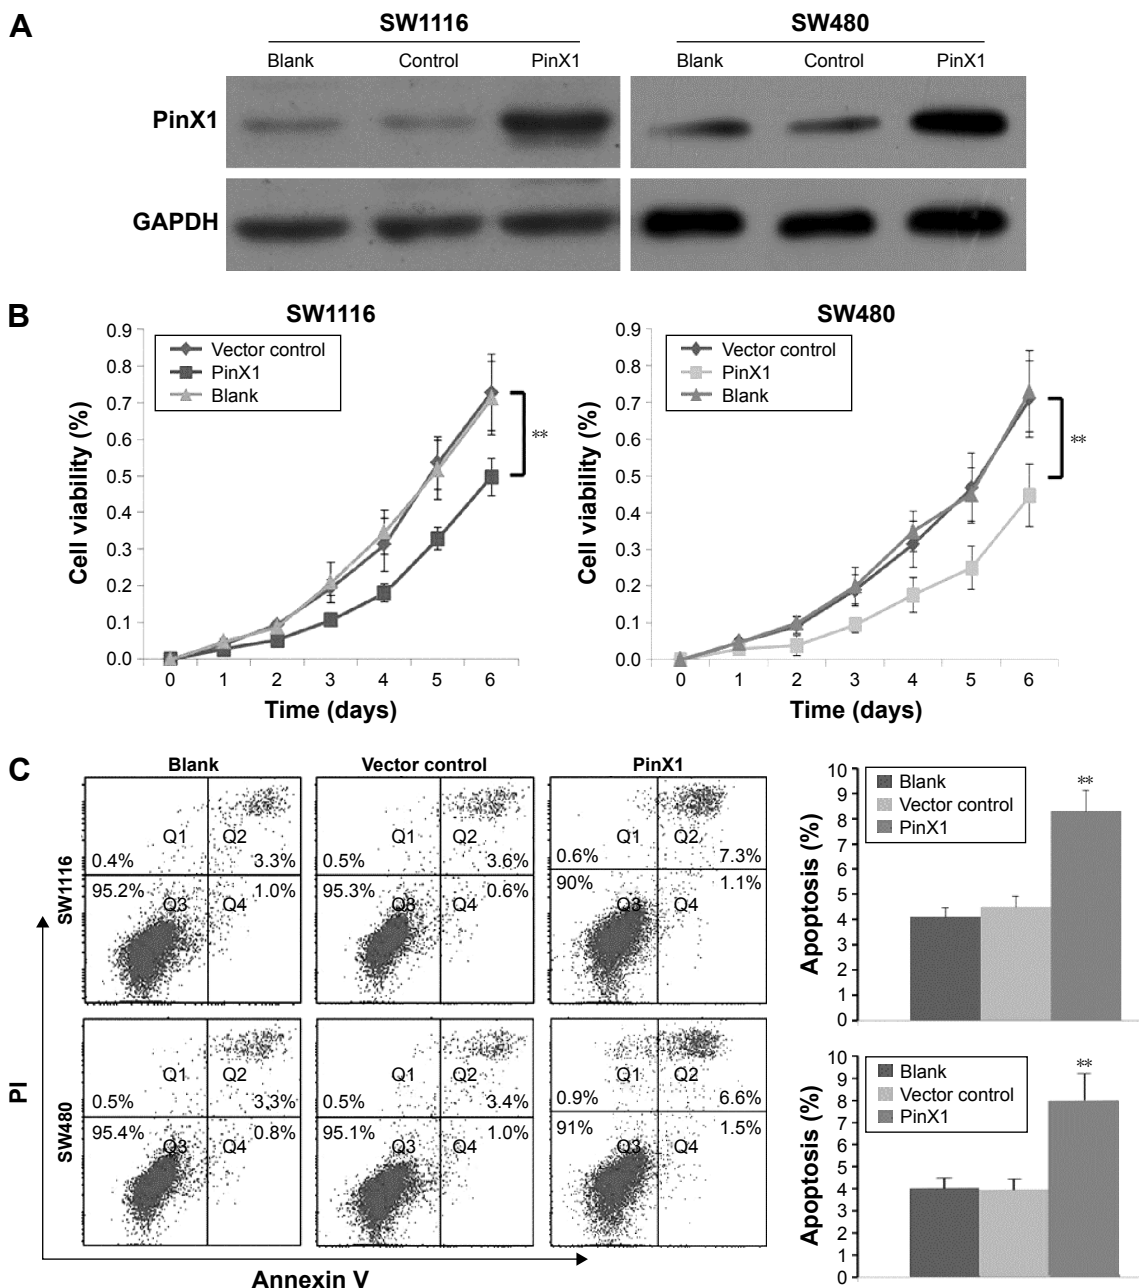 A
SW1116
SW480
Blank Control PinX1
Blank Control PinX1
PinX1
GAPDH
B
SW1116
0.9
0.8
0.7
0.6
0.5
0.4
0.3
0.2
0.1
0.0
Cell viability (%)
Vector control
PinX1
Blank
**
0 1 2 3 4 5 6
Time (days)
SW480
0.9
0.8
0.7
0.6
0.5
0.4
0.3
0.2
0.1
0.0
Cell viability (%)
Vector control
PinX1
Blank
**
0 1 2 3 4 5 6
Time (days)
C
Blank Vector control PinX1
SW1116
Q1 Q2
0.4% 3.3%
95.2% 1.0%
Q3 Q4
Q1 Q2
0.5% 3.6%
95.3% 0.6%
Q3 Q4
Q1 Q2
0.6% 7.3%
90% 1.1%
Q3 Q4
SW480
Q1 Q2
0.5% 3.3%
95.4% 0.8%
Q3 Q4
Q1 Q2
0.5% 3.4%
95.1% 1.0%
Q3 Q4
Q1 Q2
0.9% 6.6%
91% 1.5%
Q3 Q4
PI
Annexin V
10
9
8
7
6
5
4
3
2
1
0
Apoptosis (%)
Blank
Vector control
PinX1
**
10
9
8
7
6
5
4
3
2
1
0
Apoptosis (%)
Blank
Vector control
PinX1
**